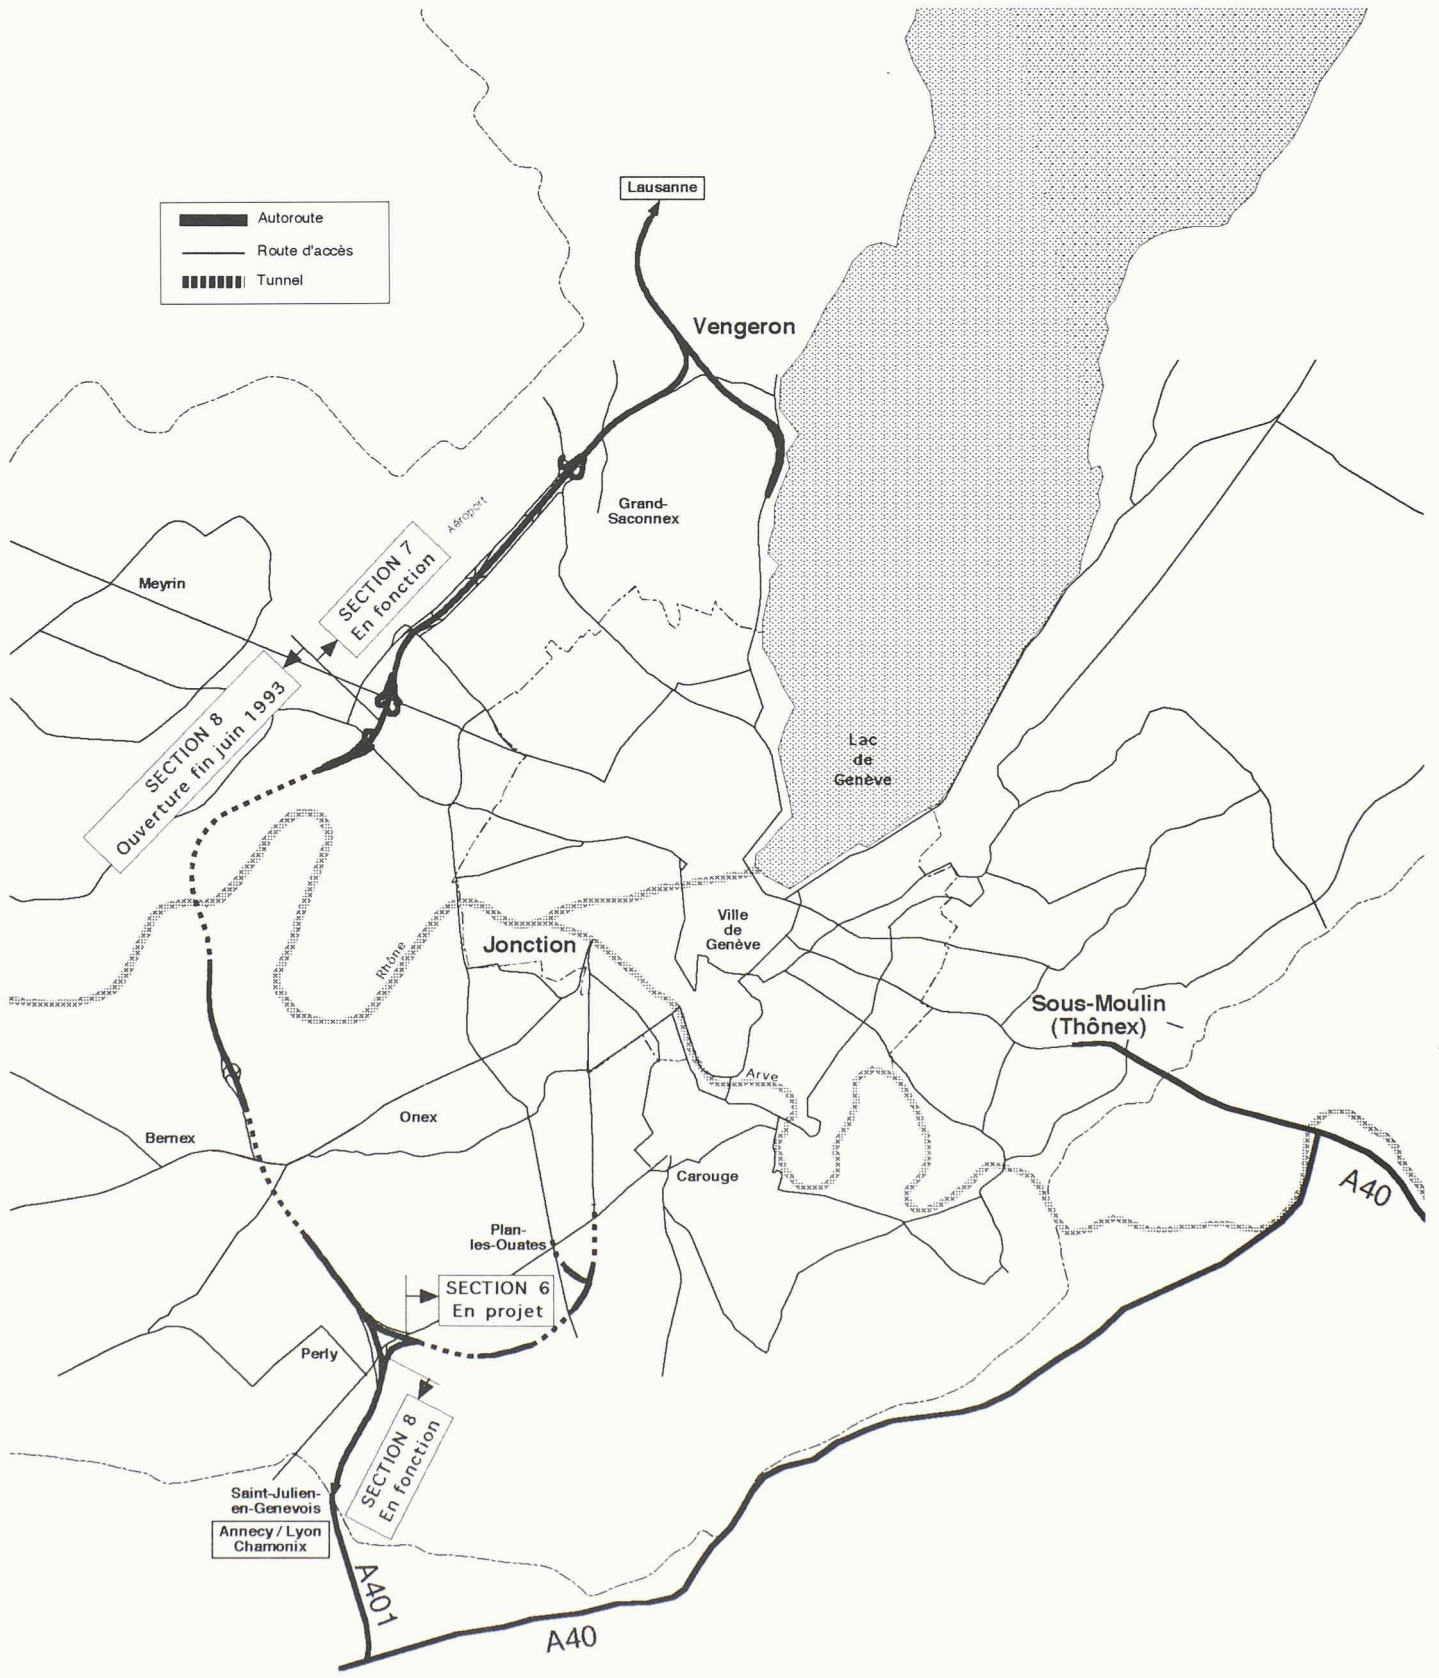 Lausanne
Autoroute
Route d'accès
Tunnel
Vengeron
Aéroport
Grand-
Saconnex
SECTION 7
En fonction
Meyrin
SECTION 8
Ouverture fin juin 1993
Lac
de
Genève
Ville
de
Genève
Jonction
Rhône
Sous-Moulin
(Thônex)
Arve
Onex
Bernex
Carouge
A40
Plan-
les-Ouates
SECTION 6
En projet
Perly
SECTION 8
En fonction
Saint-Julien-
en-Genevois
Annecy / Lyon
Chamonix
A401
A40